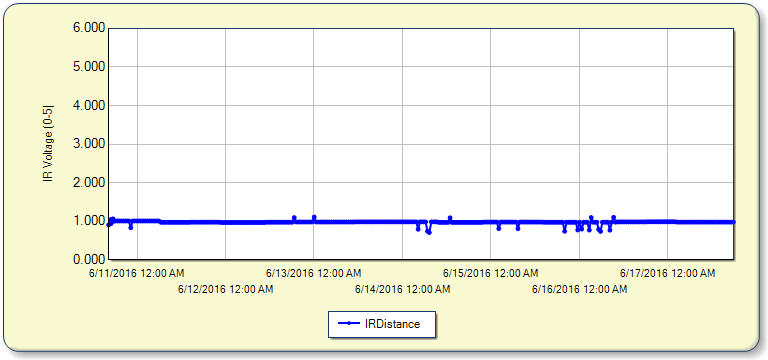 6.000
5.000
4.000
3.000
2.000
1.000
0.000
IR Voltage (0-5|
6/11/2016 12:00 AM
6/12/2016 12:00 AM
6/13/2016 12:00 AM
6/14/2016 12:00 AM
6/15/2016 12:00 AM
6/16/2016 12:00 AM
6/17/2016 12:00 AM
IRDistance